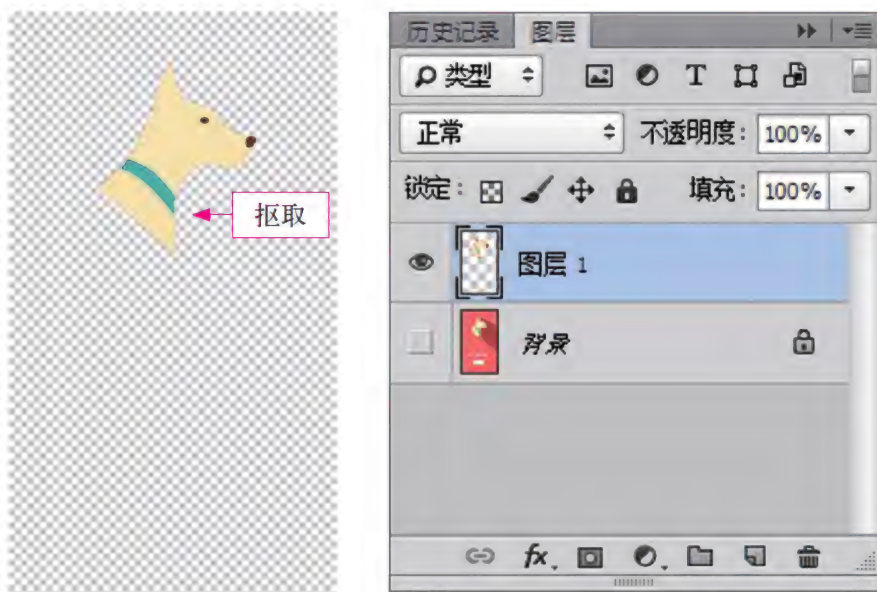 抠取
历史记录 图层
类型
正常 不透明度: 100%
锁定: 填充: 100%
图层 1
背景
fx